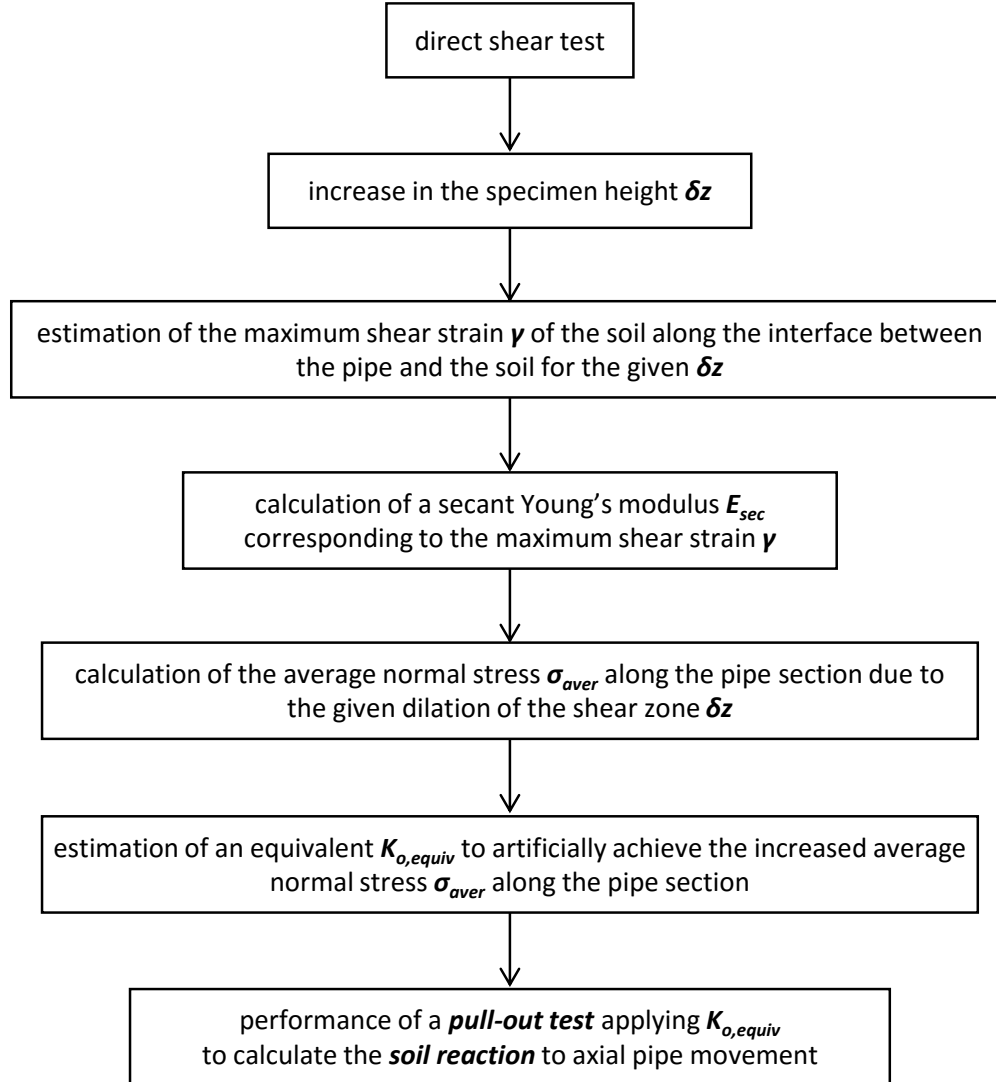 direct shear test
increase in the specimen height δz
estimation of the maximum shear strain γ of the soil along the interface between
the pipe and the soil for the given δz
calculation of a secant Young’s modulus E_sec
corresponding to the maximum shear strain γ
calculation of the average normal stress σ_aver along the pipe section due to
the given dilation of the shear zone δz
estimation of an equivalent K_o,equiv to artificially achieve the increased average
normal stress σ_aver along the pipe section
performance of a pull-out test applying K_o,equiv
to calculate the soil reaction to axial pipe movement